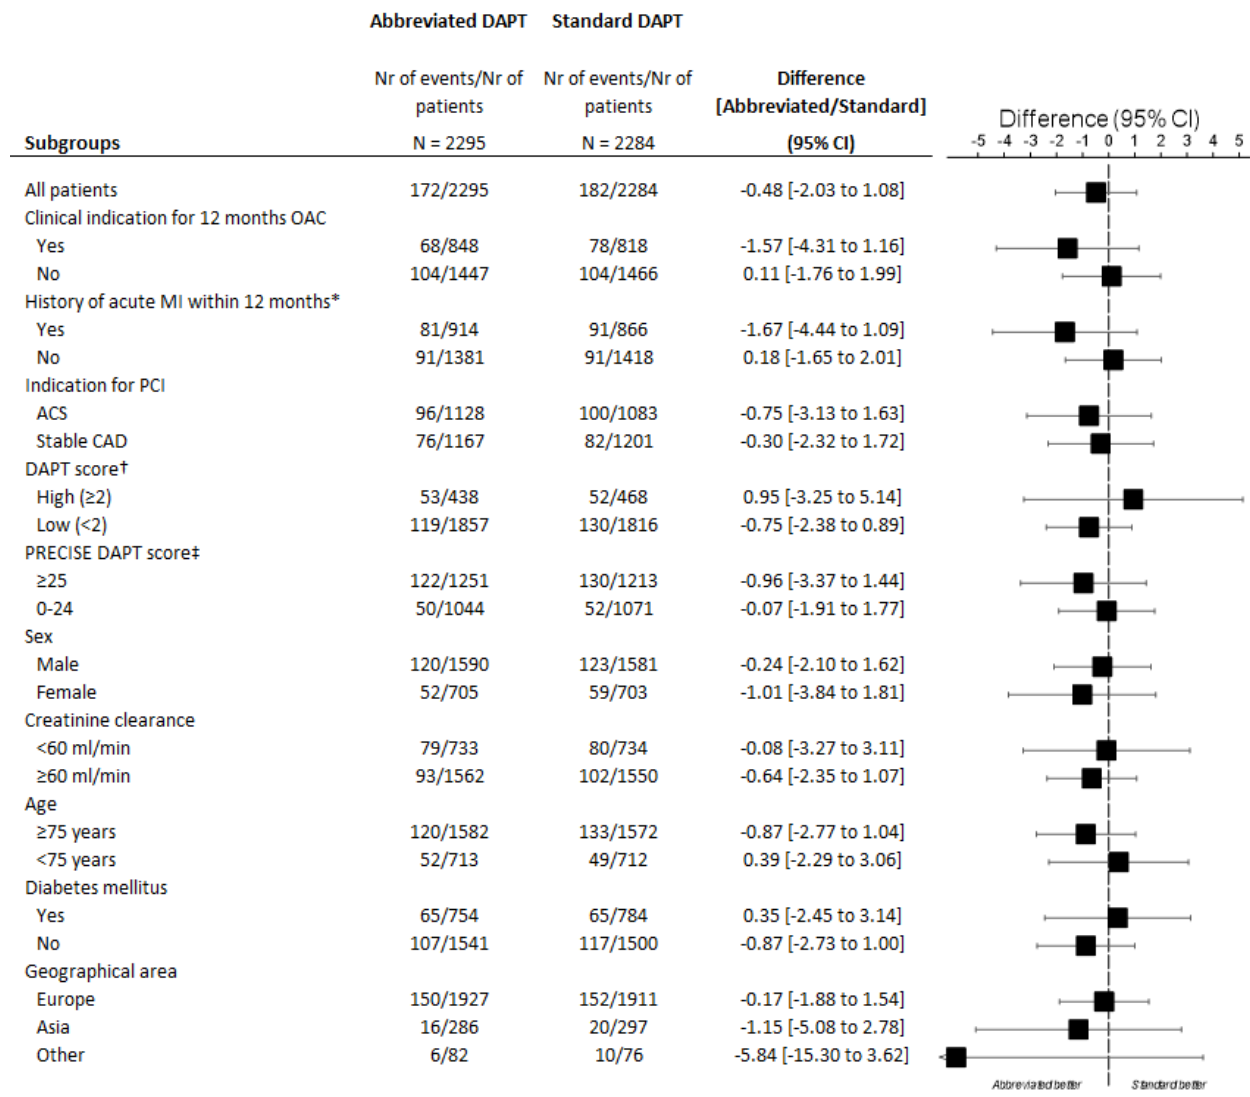 Abbreviated DAPT Standard DAPT
Nr of events/Nr of Nr of events/Nr of Difference
patients patients [Abbreviated/Standard]
Difference (95% CI)
Subgroups N = 2295 N = 2284 (95% CI) -5 -4 -3 -2 -1 0 1 2 3 4 5
All patients 172/2295 182/2284 -0.48 [-2.03 to 1.08]
Clinical indication for 12 months OAC
Yes 68/848 78/818 -1.57 [-4.31 to 1.16]
No 104/1447 104/1466 0.11 [-1.76 to 1.99]
History of acute MI within 12 months*
Yes 81/914 91/866 -1.67 [-4.44 to 1.09]
No 91/1381 91/1418 0.18 [-1.65 to 2.01]
Indication for PCI
ACS 96/1128 100/1083 -0.75 [-3.13 to 1.63]
Stable CAD 76/1167 82/1201 -0.30 [-2.32 to 1.72]
DAPT score†
High (≥2) 53/438 52/468 0.95 [-3.25 to 5.14]
Low (<2) 119/1857 130/1816 -0.75 [-2.38 to 0.89]
PRECISE DAPT score‡
≥25 122/1251 130/1213 -0.96 [-3.37 to 1.44]
0-24 50/1044 52/1071 -0.07 [-1.91 to 1.77]
Sex
Male 120/1590 123/1581 -0.24 [-2.10 to 1.62]
Female 52/705 59/703 -1.01 [-3.84 to 1.81]
Creatinine clearance
<60 ml/min 79/733 80/734 -0.08 [-3.27 to 3.11]
≥60 ml/min 93/1562 102/1550 -0.64 [-2.35 to 1.07]
Age
≥75 years 120/1582 133/1572 -0.87 [-2.77 to 1.04]
<75 years 52/713 49/712 0.39 [-2.29 to 3.06]
Diabetes mellitus
Yes 65/754 65/784 0.35 [-2.45 to 3.14]
No 107/1541 117/1500 -0.87 [-2.73 to 1.00]
Geographical area
Europe 150/1927 152/1911 -0.17 [-1.88 to 1.54]
Asia 16/286 20/297 -1.15 [-5.08 to 2.78]
Other 6/82 10/76 -5.84 [-15.30 to 3.62]
Abbreviated better Standard better